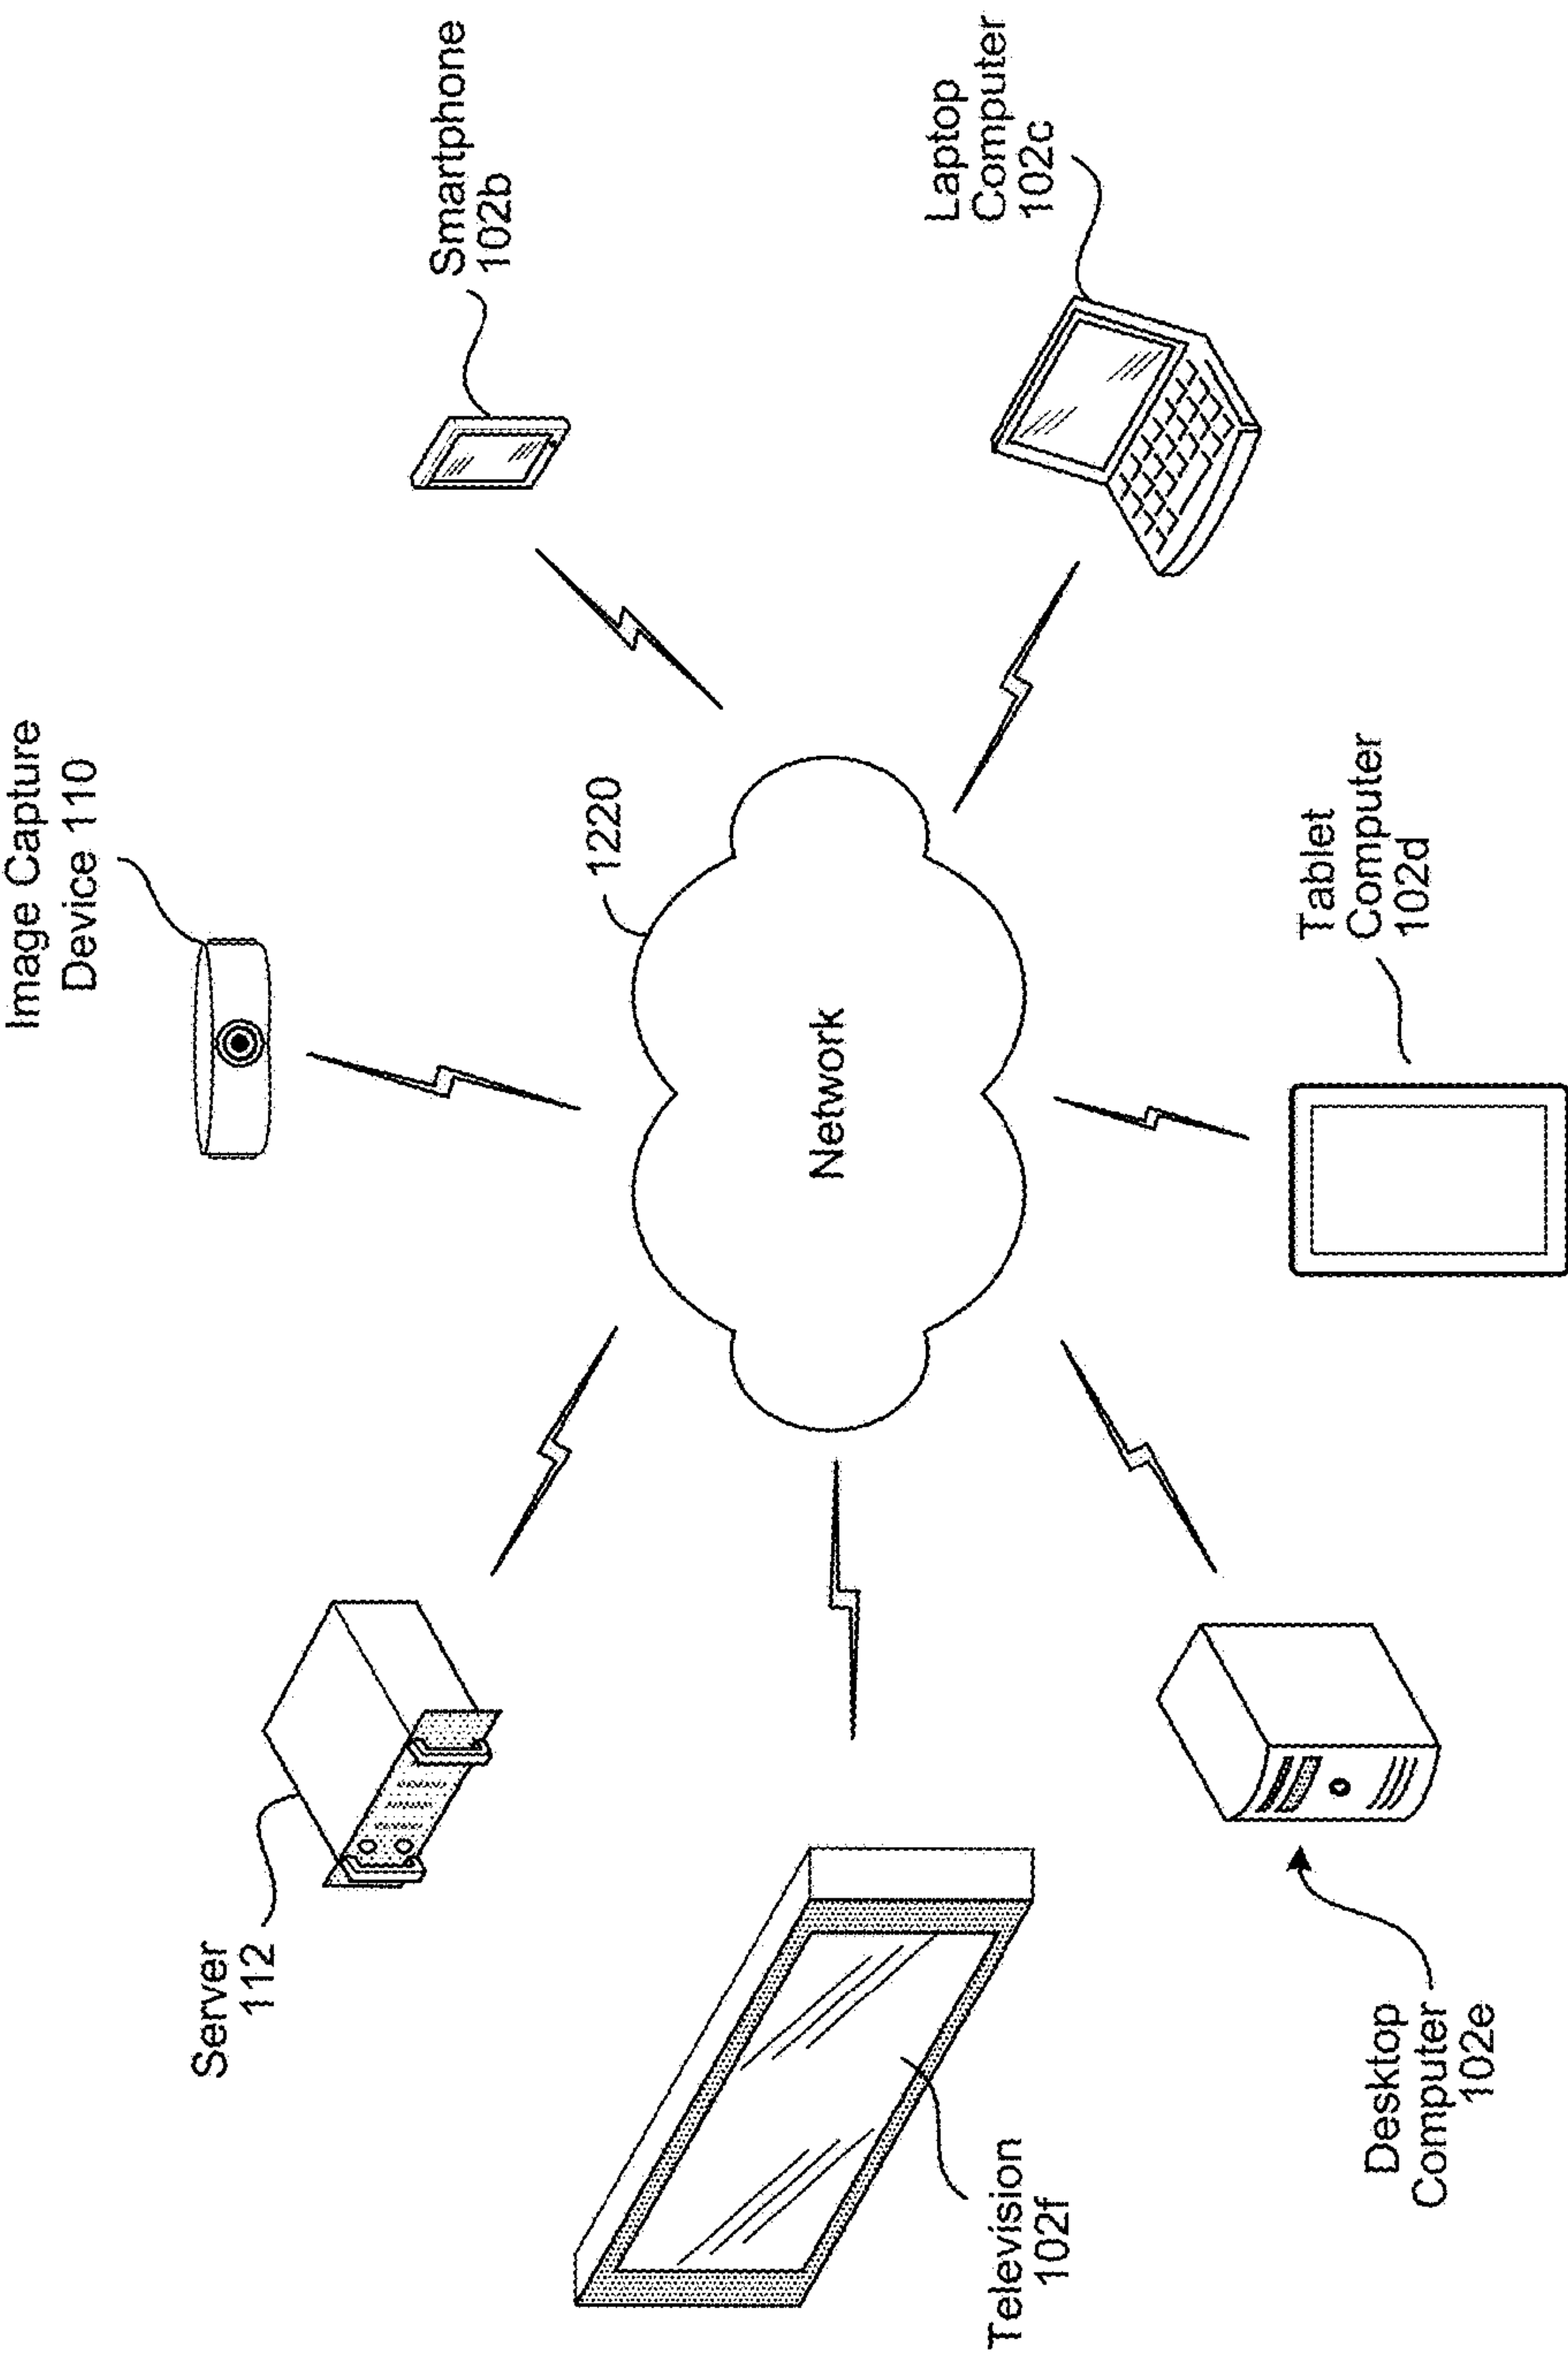 Image Capture
Device 110
Server
112
Smartphone
102b
1220
Network
Television
102f
Laptop
Computer
102c
Desktop
Computer
102e
Tablet
Computer
102d